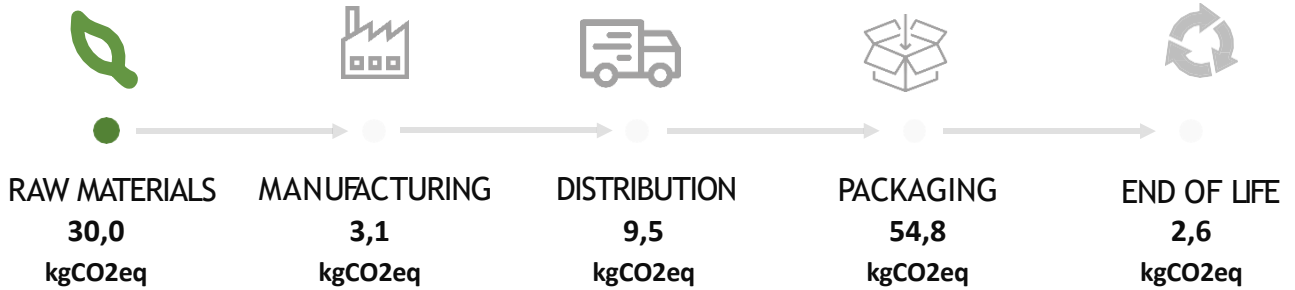 RAW MATERIALS
30,0
kgCO2eq
MANUFACTURING
3,1
kgCO2eq
DISTRIBUTION
9,5
kgCO2eq
PACKAGING
54,8
kgCO2eq
END OF LIFE
2,6
kgCO2eq